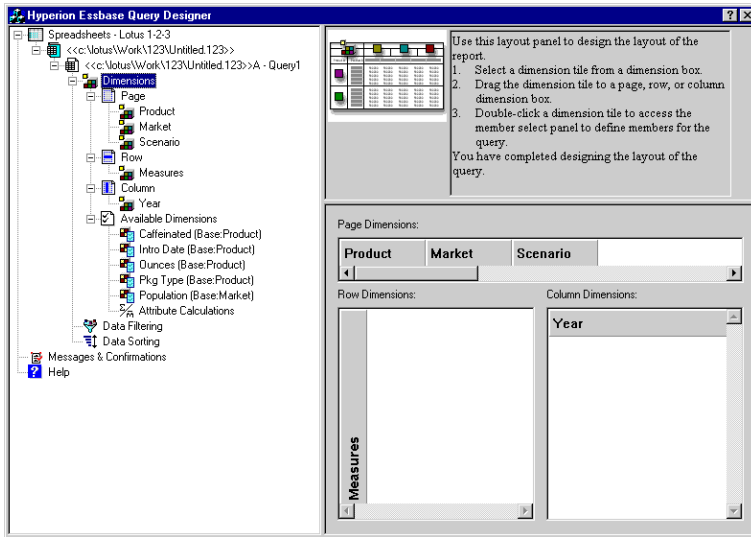 Hyperion Essbase Query Designer
Spreadsheets - Lotus 1-2-3
<<c:\lotus\Work\123\Untitled.123>>
<<c:\lotus\Work\123\Untitled.123>>A - Query1
Dimensions
Page
Product
Market
Scenario
Row
Measures
Column
Year
Available Dimensions
Caffeinated (Base:Product)
Intro Date (Base:Product)
Ounces (Base:Product)
Pkg Type (Base:Product)
Population (Base:Market)
Attribute Calculations
Data Filtering
Data Sorting
Messages & Confirmations
Help
Use this layout panel to design the layout of the
report.
1. Select a dimension tile from a dimension box.
2. Drag the dimension tile to a page, row, or column
dimension box.
3. Double-click a dimension tile to access the
member select panel to define members for the
query.
You have completed designing the layout of the
query.
Page Dimensions:
Product Market Scenario
Row Dimensions:
Measures
Column Dimensions:
Year